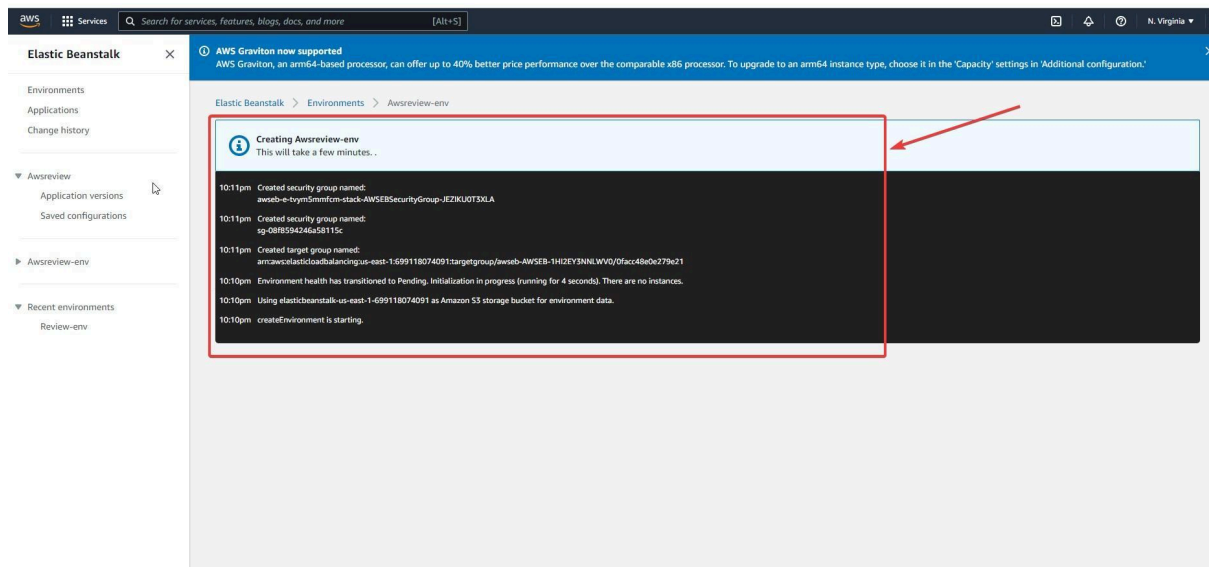 aws
Services
Search for services, features, blogs, docs, and more
[Alt+S]
N. Virginia
Elastic Beanstalk
Environments
Applications
Change history
Awsreview
Application versions
Saved configurations
Awsreview-env
Recent environments
Review-env
AWS Graviton now supported
AWS Graviton, an arm64-based processor, can offer up to 40% better price performance over the comparable x86 processor. To upgrade to an arm64 instance type, choose it in the 'Capacity' settings in 'Additional configuration.'
Elastic Beanstalk > Environments > Awsreview-env
Creating Awsreview-env
This will take a few minutes. .
10:11pm Created security group named:
awseb-e-tvym5mmfcm-stack-AWSEBSecurityGroup-JEZIKU0T3XLA
10:11pm Created security group named:
sg-08f8594246a58115c
10:11pm Created target group named:
arn:aws:elasticloadbalancing:us-east-1:699118074091:targetgroup/awseb-AWSEB-1HI2EY3NNLWV0/0facc48e0e279e21
10:10pm Environment health has transitioned to Pending. Initialization in progress (running for 4 seconds). There are no instances.
10:10pm Using elasticbeanstalk-us-east-1-699118074091 as Amazon S3 storage bucket for environment data.
10:10pm createEnvironment is starting.